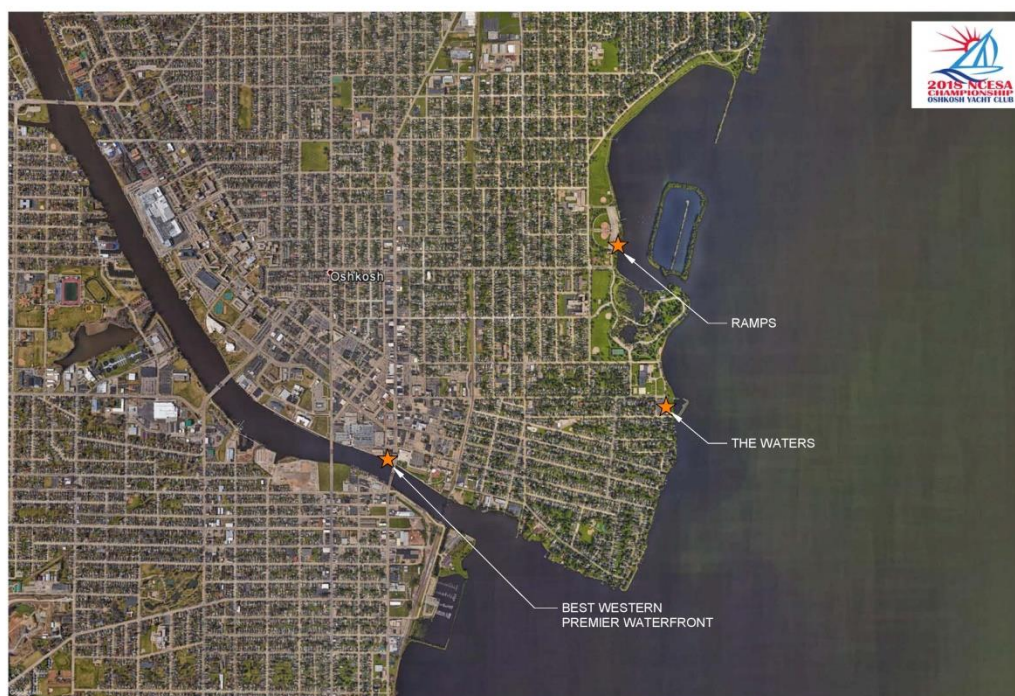 2018 NCESA
CHAMPIONSHIP
OSHKOSH YACHT CLUB
Oshkosh
RAMPS
THE WATERS
BEST WESTERN
PREMIER WATERFRONT